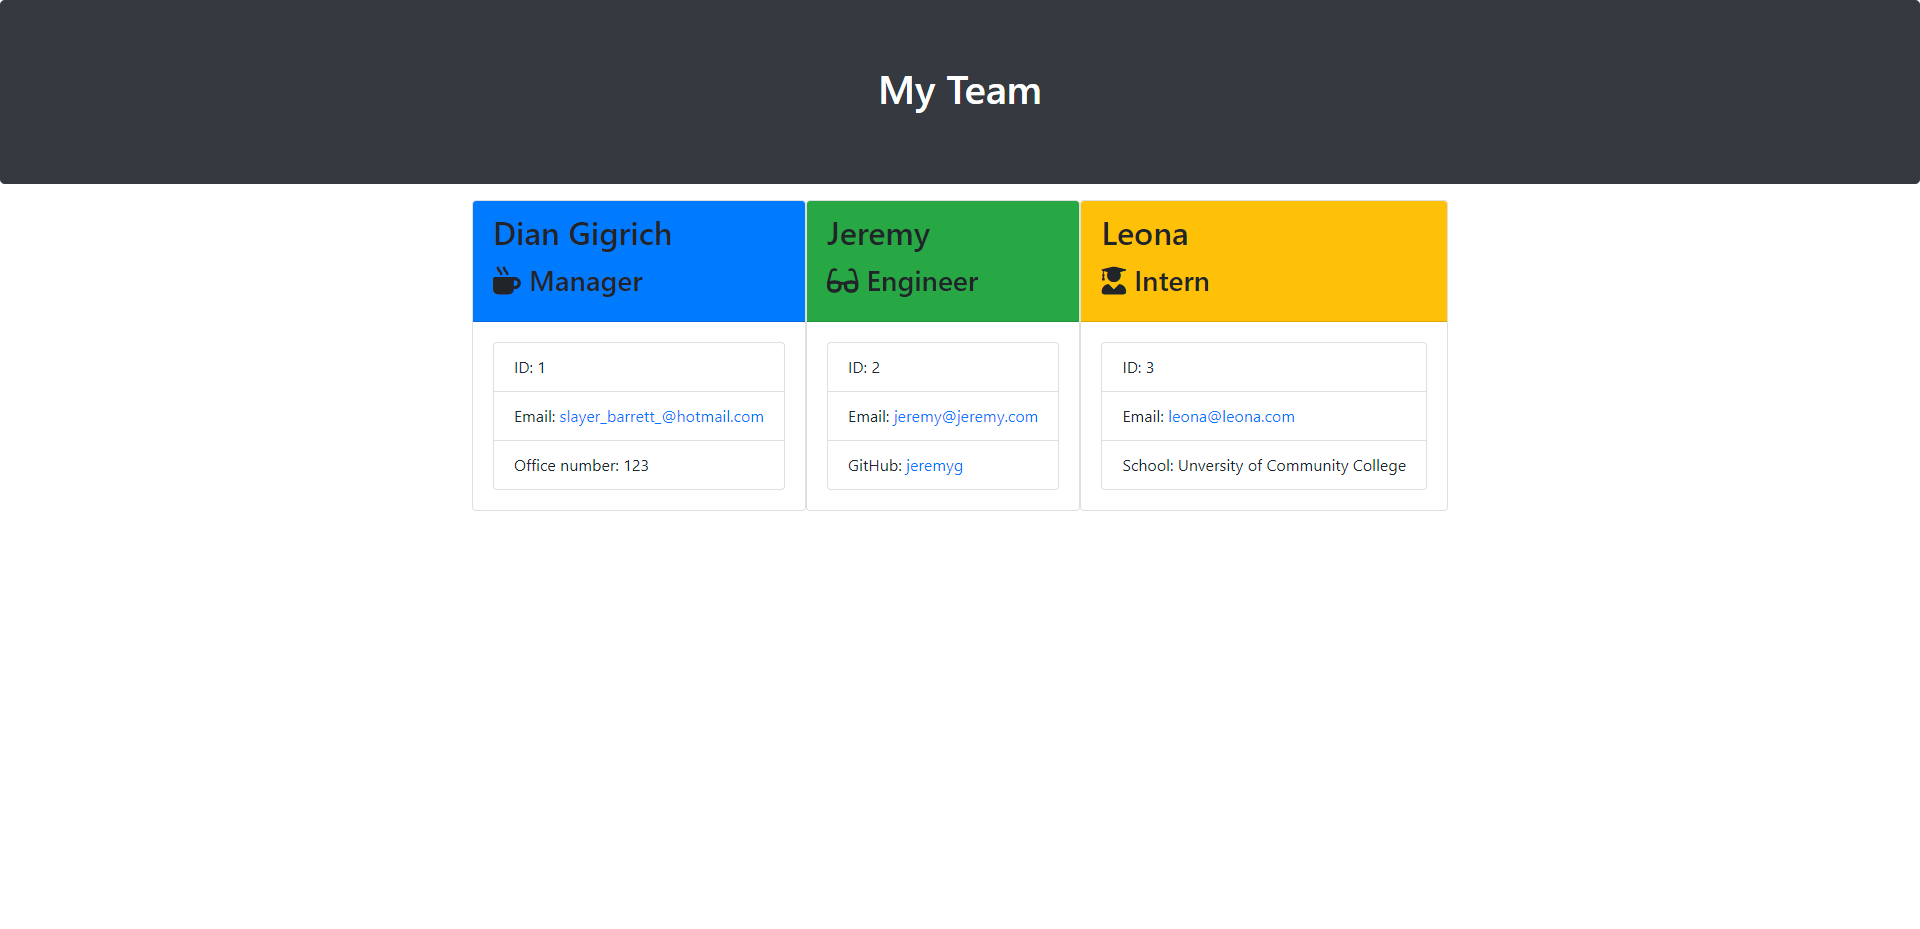 My Team
Dian Gigrich
Manager
ID: 1
Email: slayer_barrett_@hotmail.com
Office number: 123
Jeremy
Engineer
ID: 2
Email: jeremy@jeremy.com
GitHub: jeremyg
Leona
Intern
ID: 3
Email: leona@leona.com
School: Unversity of Community College